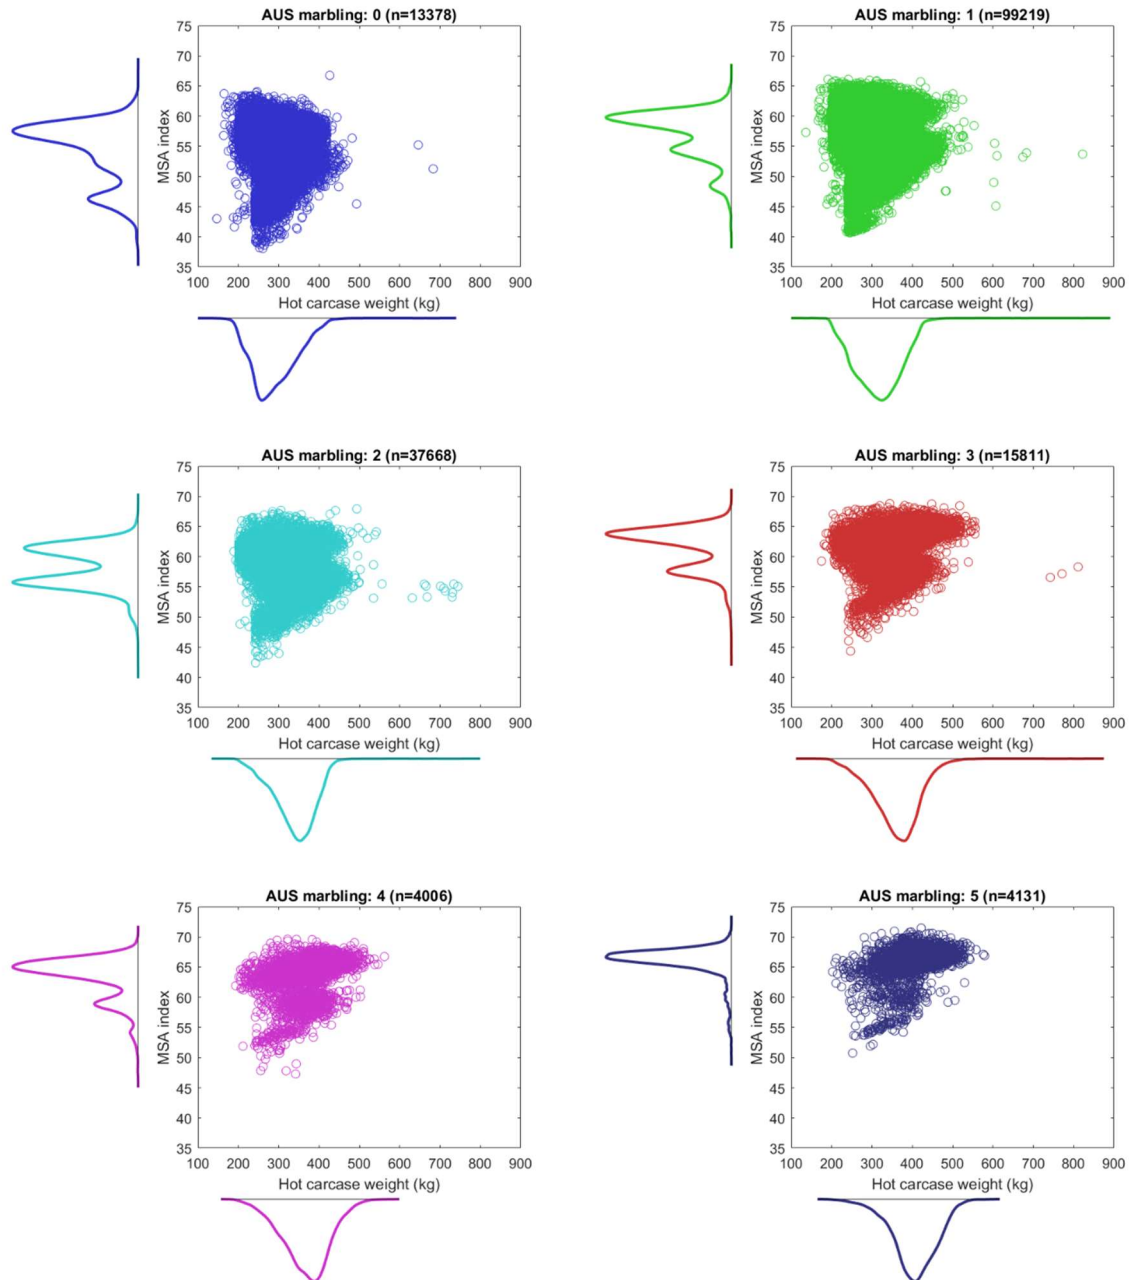 AUS marbling: 0 (n=13378)
75
70
65
60
55
50
45
40
35
MSA index
100 200 300 400 500 600 700 800 900
Hot carcase weight (kg)
AUS marbling: 1 (n=99219)
75
70
65
60
55
50
45
40
35
MSA index
100 200 300 400 500 600 700 800 900
Hot carcase weight (kg)
AUS marbling: 2 (n=37668)
75
70
65
60
55
50
45
40
35
MSA index
100 200 300 400 500 600 700 800 900
Hot carcase weight (kg)
AUS marbling: 3 (n=15811)
75
70
65
60
55
50
45
40
35
MSA index
100 200 300 400 500 600 700 800 900
Hot carcase weight (kg)
AUS marbling: 4 (n=4006)
75
70
65
60
55
50
45
40
35
MSA index
100 200 300 400 500 600 700 800 900
Hot carcase weight (kg)
AUS marbling: 5 (n=4131)
75
70
65
60
55
50
45
40
35
MSA index
100 200 300 400 500 600 700 800 900
Hot carcase weight (kg)